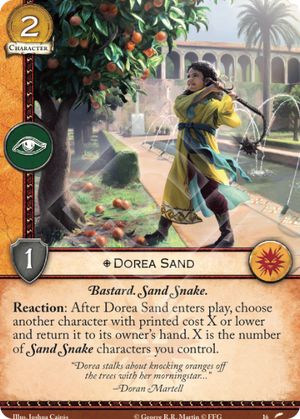 2
CHARACTER
1
Dorea Sand
Bastard. Sand Snake.
Reaction: After Dorea Sand enters play, choose
another character with printed cost X or lower
and return it to its owner's hand. X is the
number of Sand Snake characters you control.
"Dorea stalks about knocking oranges off
the trees with her morningstar..."
–Doran Martell
Illus. Joshua Cairós © George R.R. Martin © FFG 16